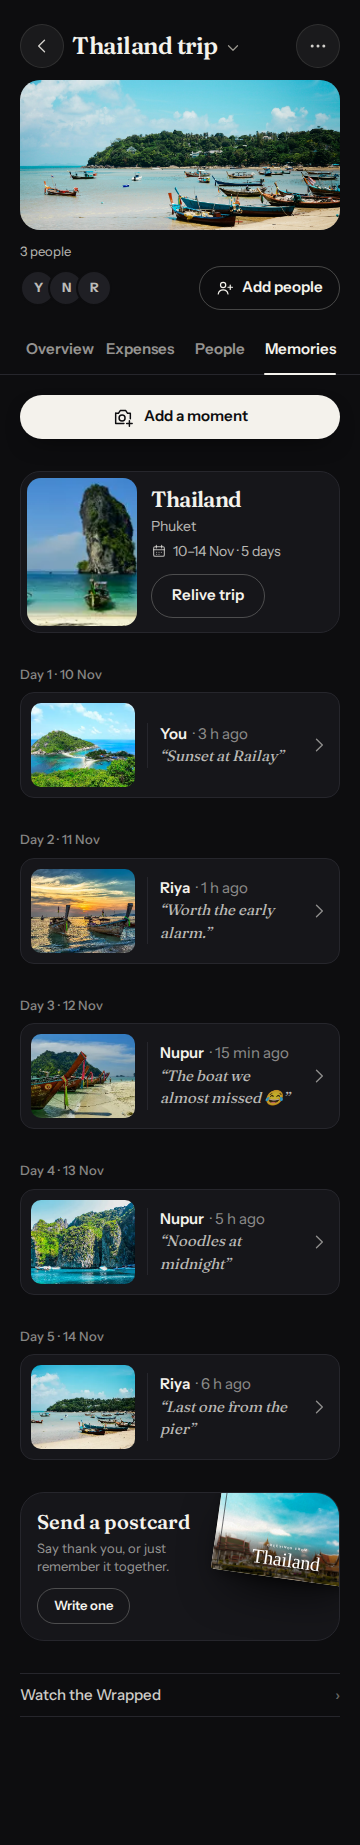 Thailand trip
3 people
Y N R
Add people
Overview Expenses People Memories
Add a moment
Thailand
Phuket
10–14 Nov · 5 days
Relive trip
Day 1 · 10 Nov
You · 3 h ago
“Sunset at Railay”
Day 2 · 11 Nov
Riya · 1 h ago
“Worth the early
alarm.”
Day 3 · 12 Nov
Nupur · 15 min ago
“The boat we
almost missed 😂”
Day 4 · 13 Nov
Nupur · 5 h ago
“Noodles at
midnight”
Day 5 · 14 Nov
Riya · 6 h ago
“Last one from the
pier”
Send a postcard
Say thank you, or just
remember it together.
Write one
Thailand
Watch the Wrapped